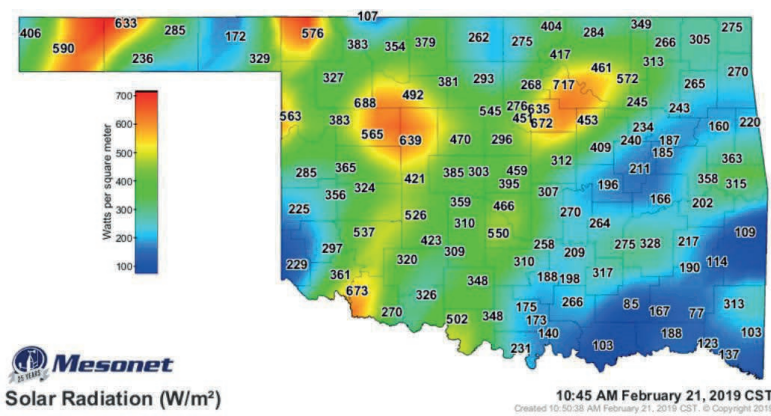 107
633
404 349
406 285 284 275
172 576 262 266 305
590 383 354 379 275
236 329 417 313
461 270
327 381 293 268 717 572 265
492
688 545 276 635 245 243
563 383 451 672 453 234 160 220
565 639 470 296 240 187
409 185
312 363
285 365 421 385 303 459 211 358 315
324 395 196
356 359 307 166 202
225 526 466 270
310 264
537 550 109
297 423 258 275 328 217
309 209
229 320 310 114
361 188 198 317 190
348
673 326 266 85 313
270 175 167 77
502 348 173
140 188 103
231 103 123
137
Watts per square meter
700
600
500
400
300
200
100
25 YEARS
Mesonet
Solar Radiation (W/m²)
10:45 AM February 21, 2019 CST
Created 10:50:38 AM February 21, 2019 CST. © Copyright 201